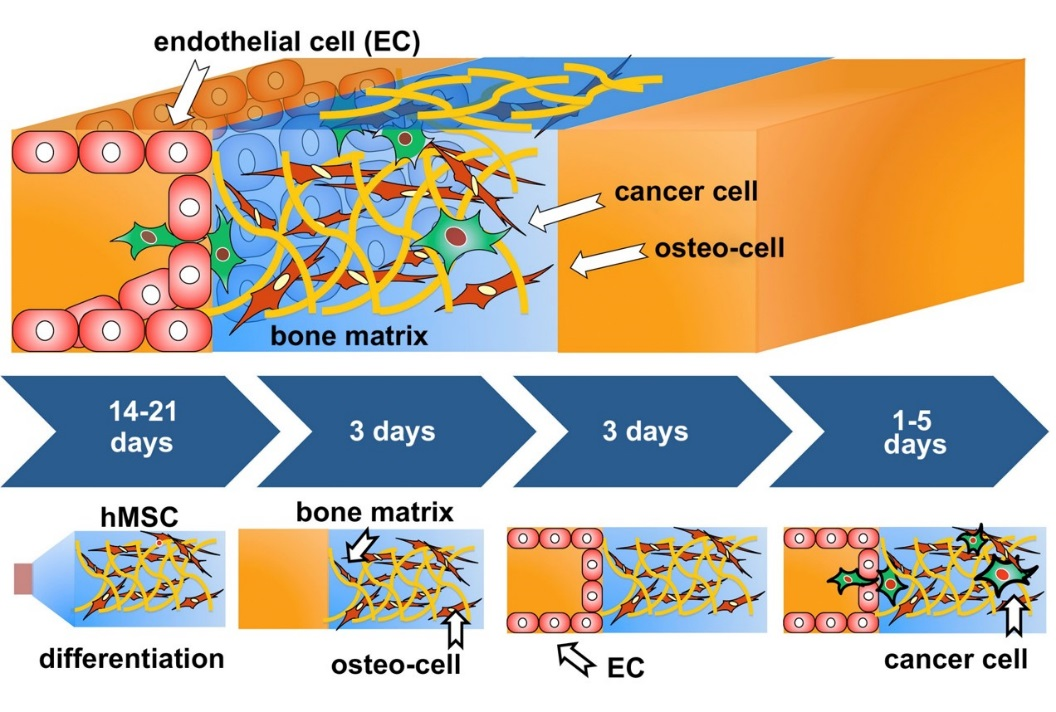 endothelial cell (EC)
cancer cell
osteo-cell
bone matrix
14-21
days
3 days
3 days
1-5
days
hMSC
bone matrix
differentiation
osteo-cell
EC
cancer cell